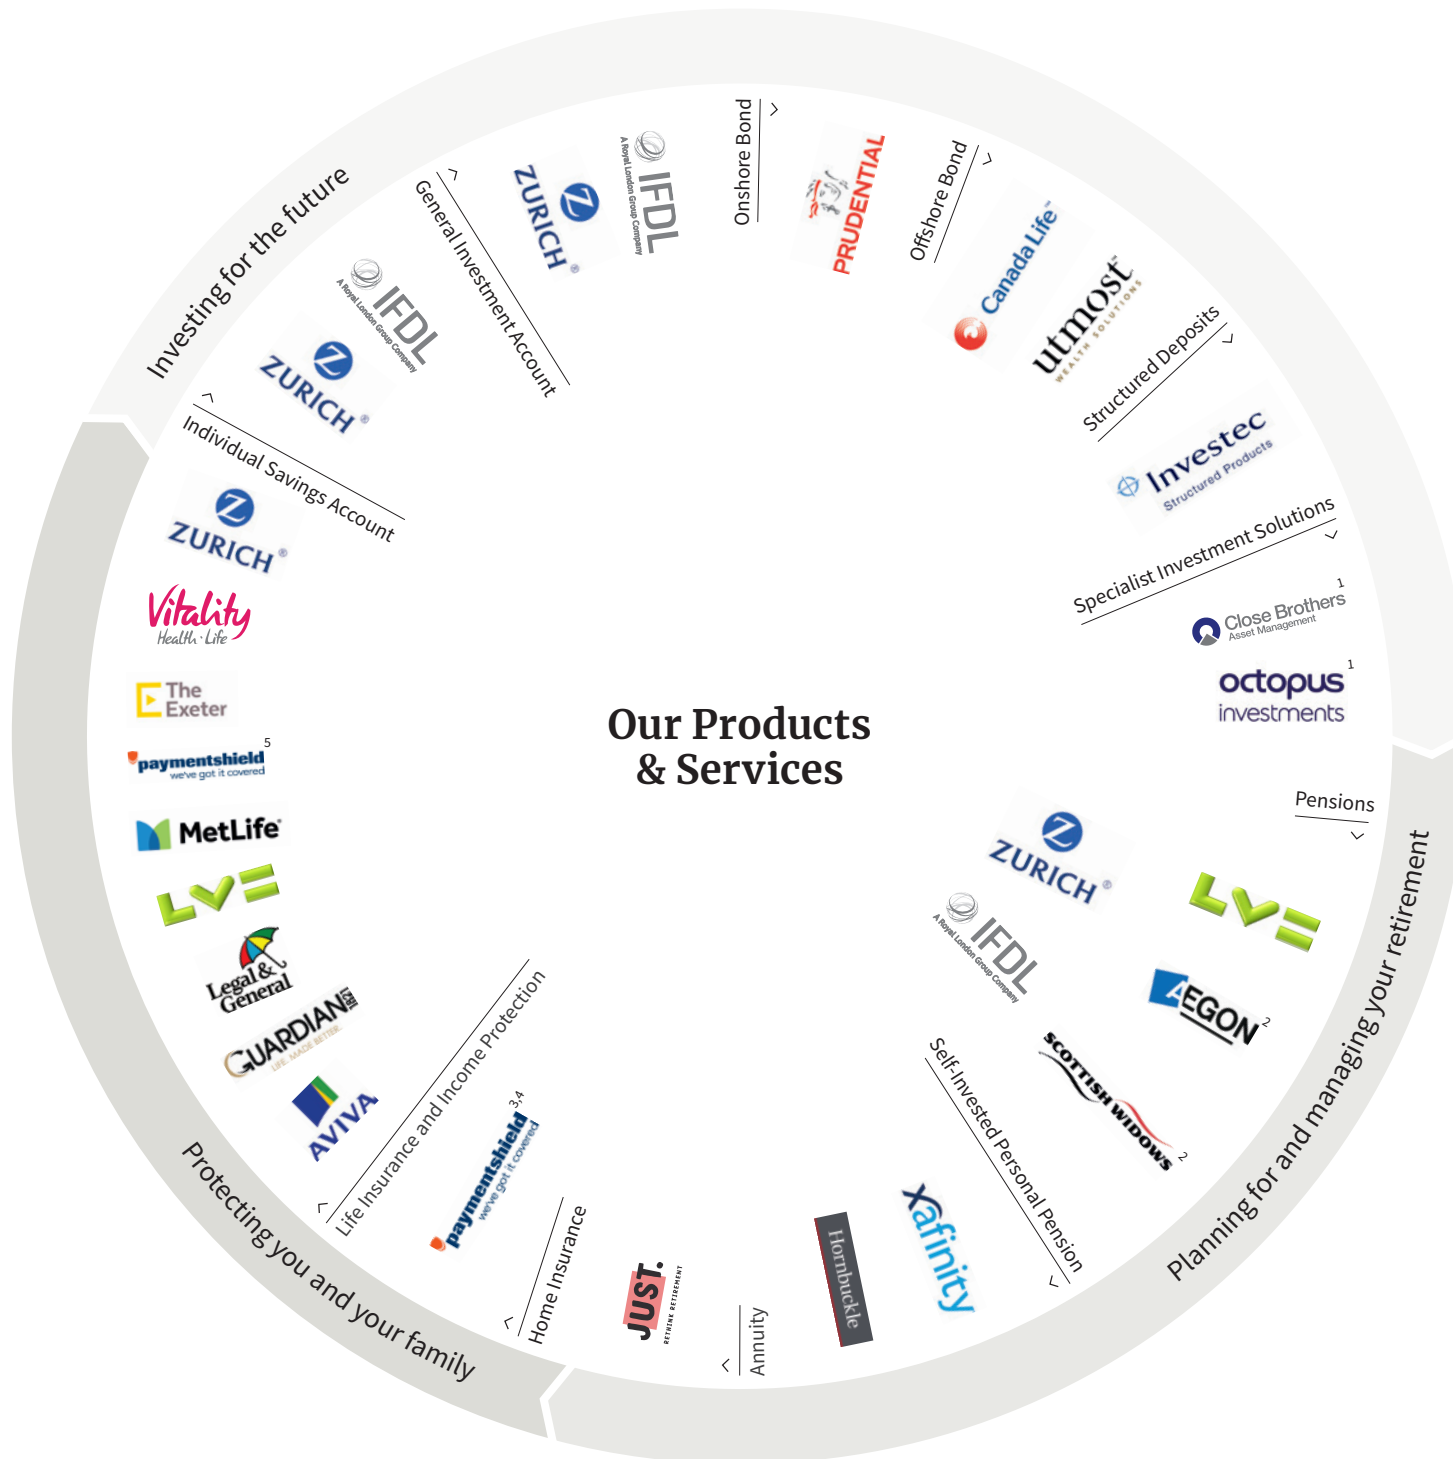 Our Products
& Services
Investing for the future
Individual Savings Account
ZURICH®
IFDL
A Royal London Group Company
General Investment Account
ZURICH®
IFDL
A Royal London Group Company
Onshore Bond
PRUDENTIAL
Offshore Bond
Canada Life™
utmost™
WEALTH SOLUTIONS
Structured Deposits
Investec
Structured Products
Specialist Investment Solutions
Close Brothers 1
Asset Management
octopus 1
investments
Planning for and managing your retirement
Pensions
ZURICH®
LV=
IFDL
A Royal London Group Company
AEGON 2
SCOTTISH WIDOWS 2
Self-Invested Personal Pension
Xafinity
Hornbuckle
Annuity
JUST.
RETHINK RETIREMENT
Protecting you and your family
Home Insurance
paymentshield 3,4
we've got it covered
Life Insurance and Income Protection
AVIVA
GUARDIAN 1821
LIFE. MADE BETTER.
Legal &
General
LV=
MetLife
paymentshield 5
we've got it covered
The
Exeter
Vitality
Health · Life
ZURICH®